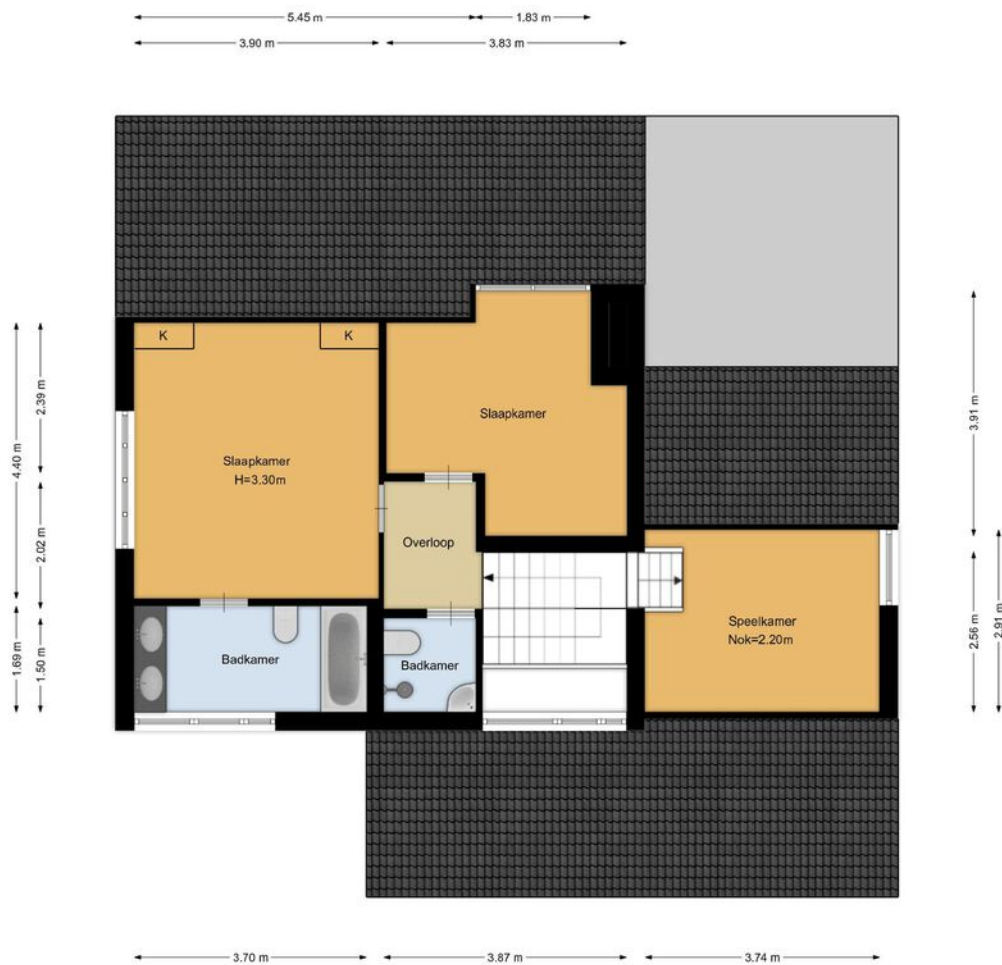 5.45 m
1.83 m
3.90 m
3.83 m
K
K
2.39 m
4.40 m
3.91 m
Slaapkamer
Slaapkamer
H=3.30m
Overloop
2.02 m
Speelkamer
Nok=2.20m
2.56 m
2.91 m
Badkamer
Badkamer
1.69 m
1.50 m
3.70 m
3.87 m
3.74 m